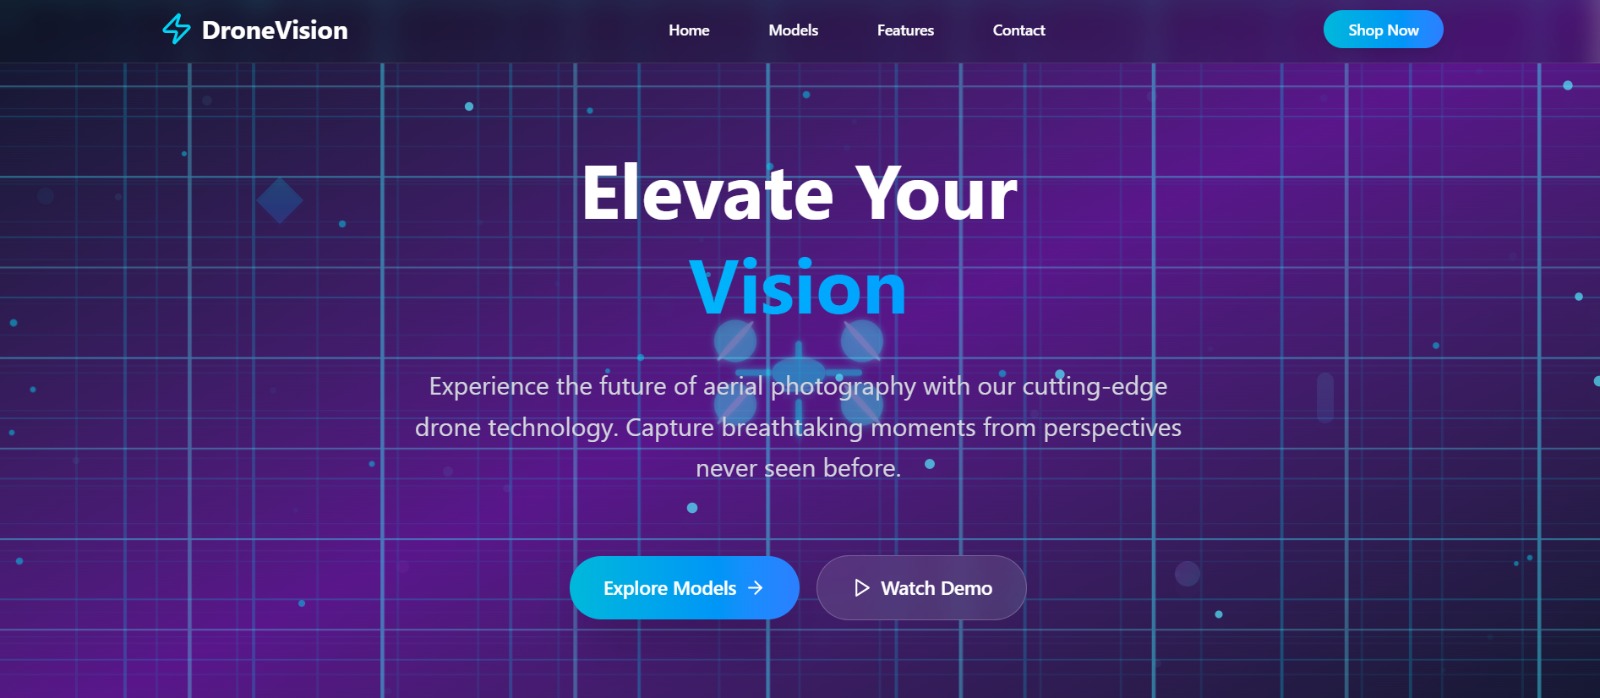 DroneVision
Home
Models
Features
Contact
Shop Now
Elevate Your
Vision
Experience the future of aerial photography with our cutting-edge
drone technology. Capture breathtaking moments from perspectives
never seen before.
Explore Models
Watch Demo